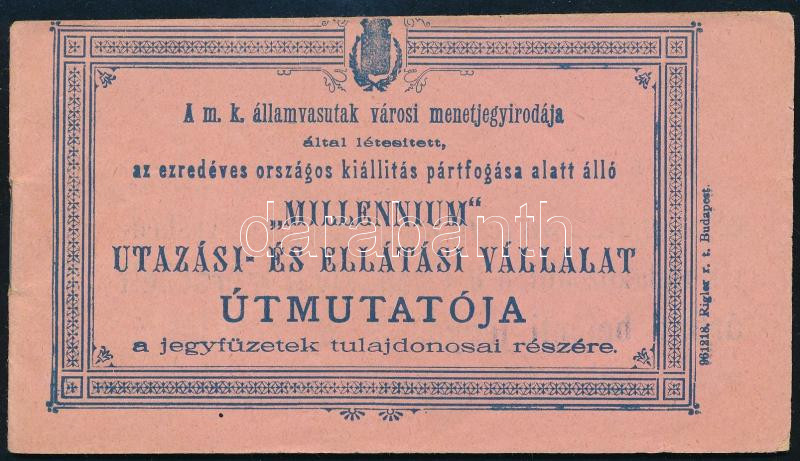 A m. k. államvasutak városi menetjegyirodája
által létesitett,
az ezredéves országos kiállitás pártfogása alatt álló
„MILLENNIUM“
UTAZÁSI- ÉS ELLÁTÁSI VÁLLALAT
ÚTMUTATÓJA
a jegyfüzetek tulajdonosai részére.
961218. Rigler r. t. Budapest.
darabanth